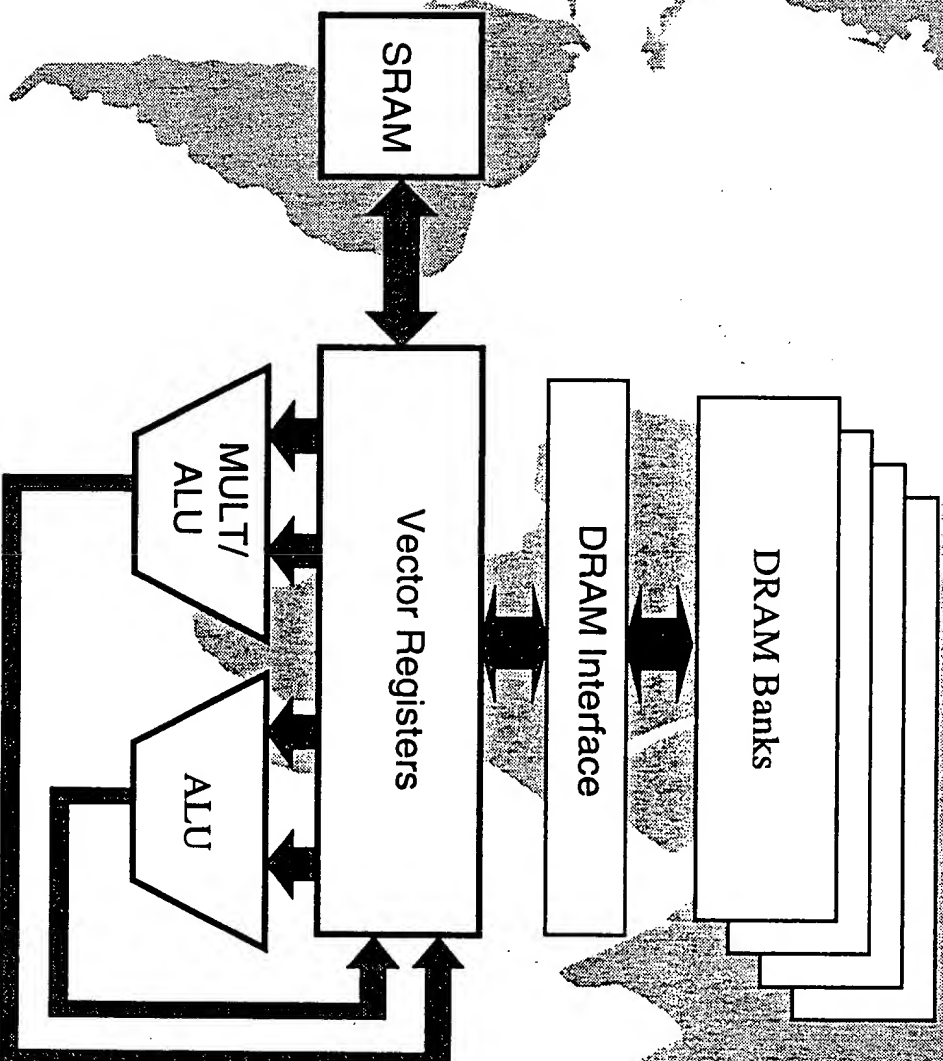 DRAM Banks
DRAM Interface
Vector Registers
SRAM
MULT/
ALU
ALU